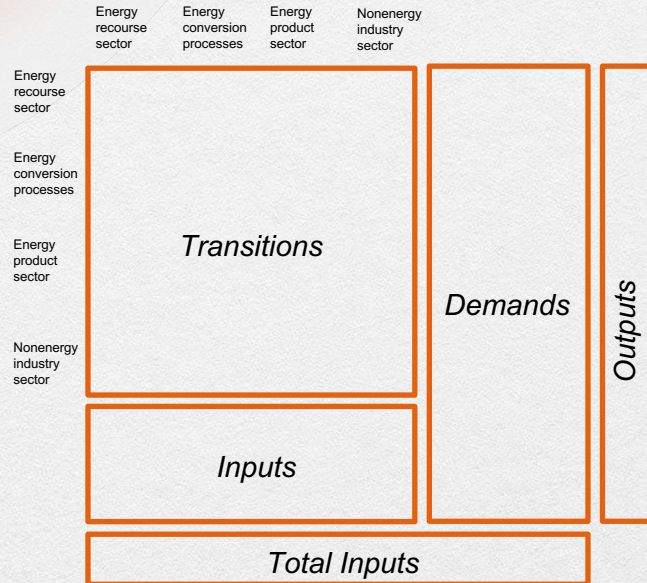 Energy
recourse
sector
Energy
conversion
processes
Energy
product
sector
Nonenergy
industry
sector
Energy
recourse
sector
Energy
conversion
processes
Energy
product
sector
Nonenergy
industry
sector
Transitions
Demands
Outputs
Inputs
Total Inputs